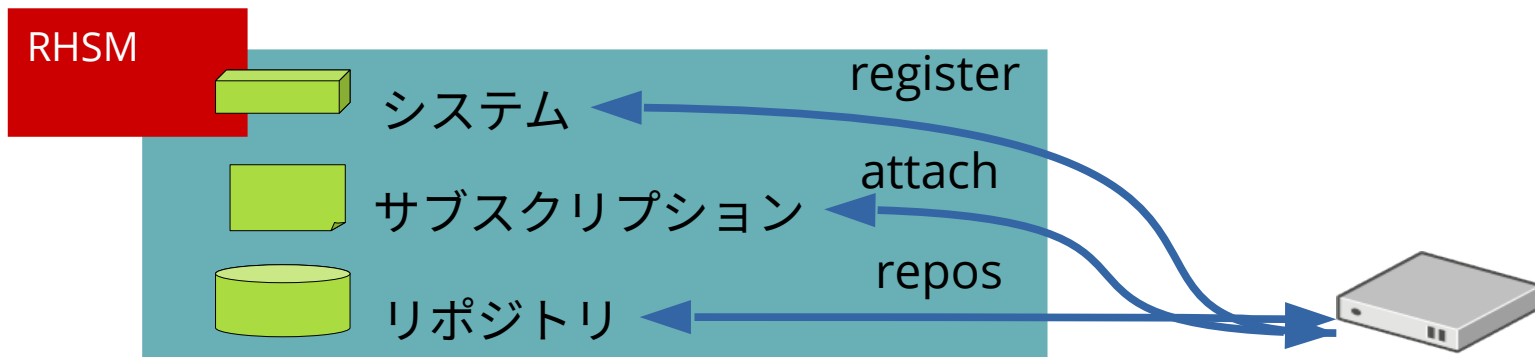 RHSM
register
システム
attach
サブスクリプション
repos
リポジトリ